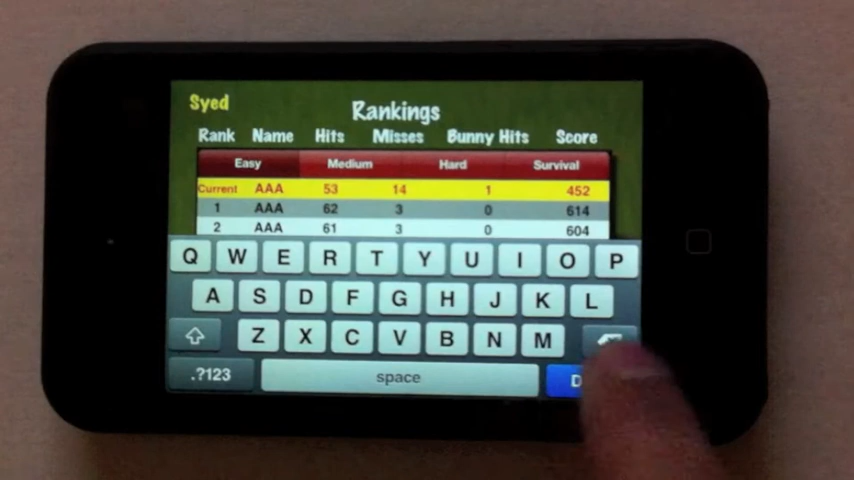 Syed
Rankings
Rank Name Hits Misses Bunny Hits Score
Easy Medium Hard Survival
Current AAA 53 14 1 452
1 AAA 62 3 0 614
2 AAA 61 3 0 604
Q W E R T Y U I O P
A S D F G H J K L
Z X C V B N M
.?123 space